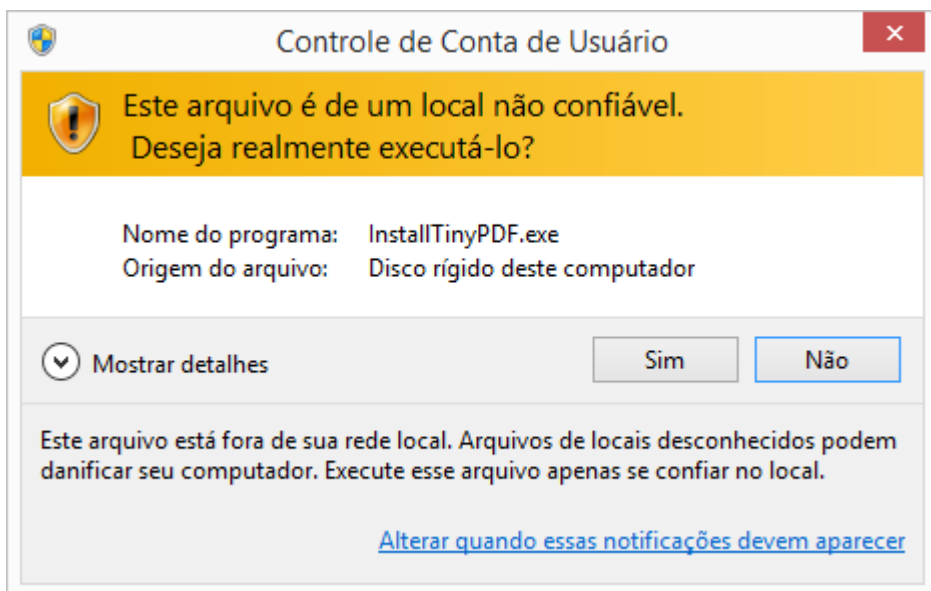 Controle de Conta de Usuário
Este arquivo é de um local não confiável.
Deseja realmente executá-lo?
Nome do programa: InstallTinyPDF.exe
Origem do arquivo: Disco rígido deste computador
Mostrar detalhes
Sim
Não
Este arquivo está fora de sua rede local. Arquivos de locais desconhecidos podem
danificar seu computador. Execute esse arquivo apenas se confiar no local.
Alterar quando essas notificações devem aparecer